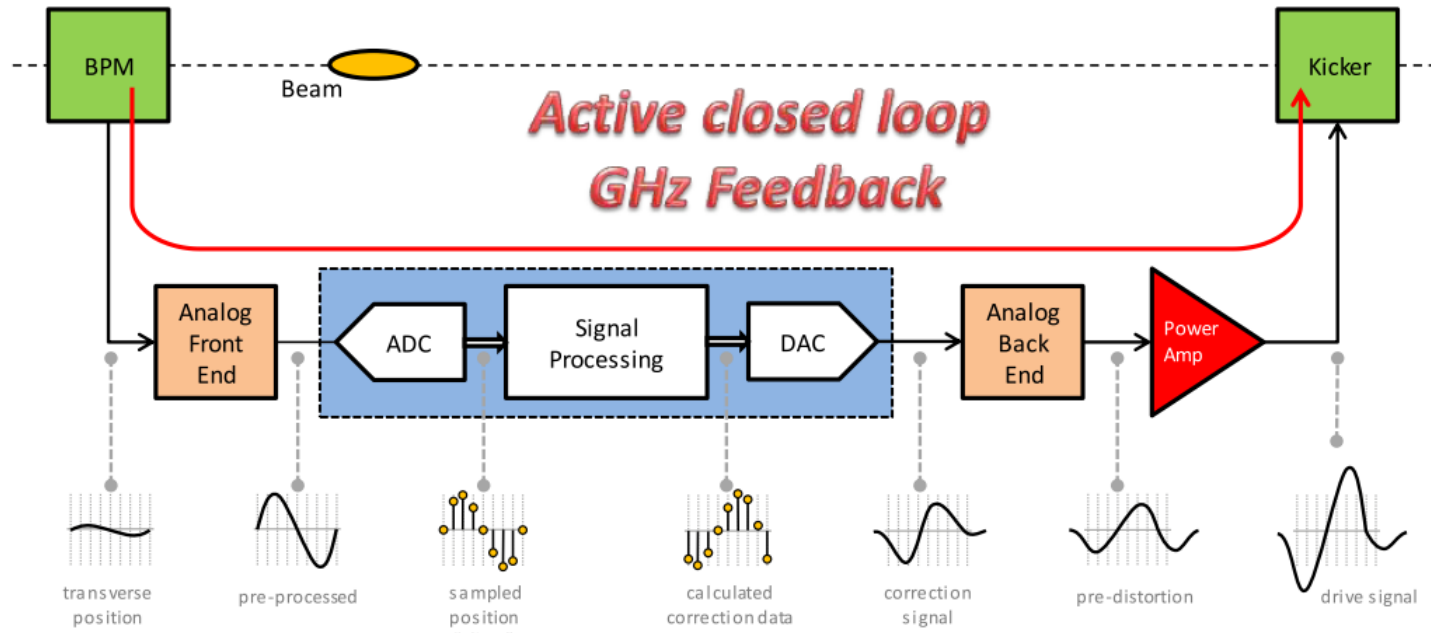 BPM
Beam
Kicker
Active closed loop
GHz Feedback
Analog
Front
End
ADC
Signal
Processing
DAC
Analog
Back
End
Power
Amp
transverse
position
pre-processed
sampled
position
calculated
correction data
correction
signal
pre-distortion
drive signal